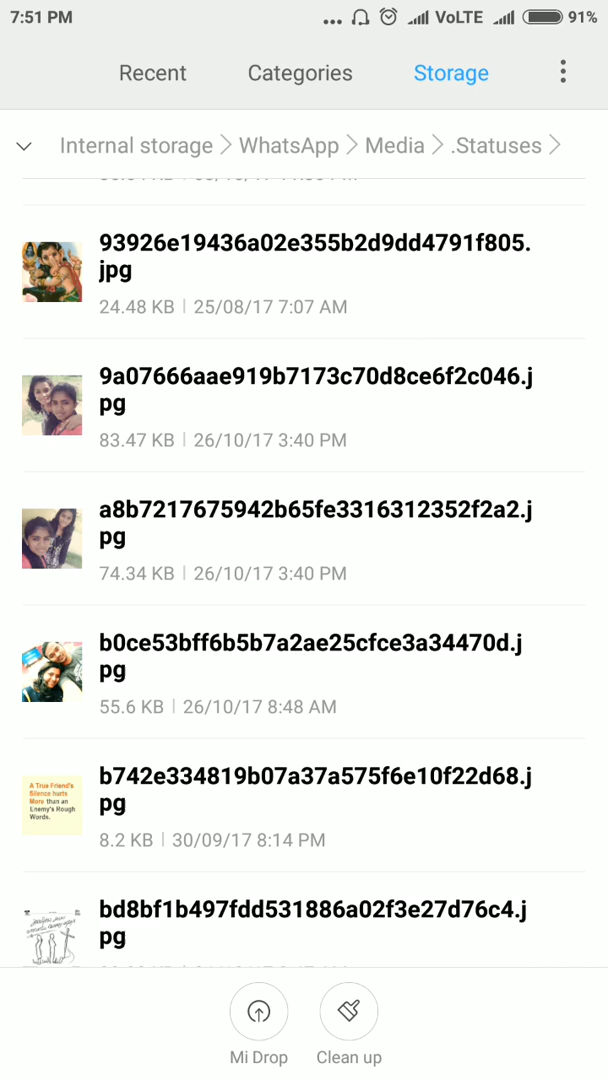 7:51 PM ... VoLTE 91%
Recent Categories Storage
Internal storage WhatsApp Media .Statuses
93926e19436a02e355b2d9dd4791f805.
jpg
24.48 KB | 25/08/17 7:07 AM
9a07666aae919b7173c70d8ce6f2c046.j
pg
83.47 KB | 26/10/17 3:40 PM
a8b7217675942b65fe3316312352f2a2.j
pg
74.34 KB | 26/10/17 3:40 PM
b0ce53bff6b5b7a2ae25cfce3a34470d.j
pg
55.6 KB | 26/10/17 8:48 AM
A True Friend's
Silence hurts
More than an
Enemy's Rough
Words.
b742e334819b07a37a575f6e10f22d68.j
pg
8.2 KB | 30/09/17 8:14 PM
bd8bf1b497fdd531886a02f3e27d76c4.j
pg
Mi Drop Clean up